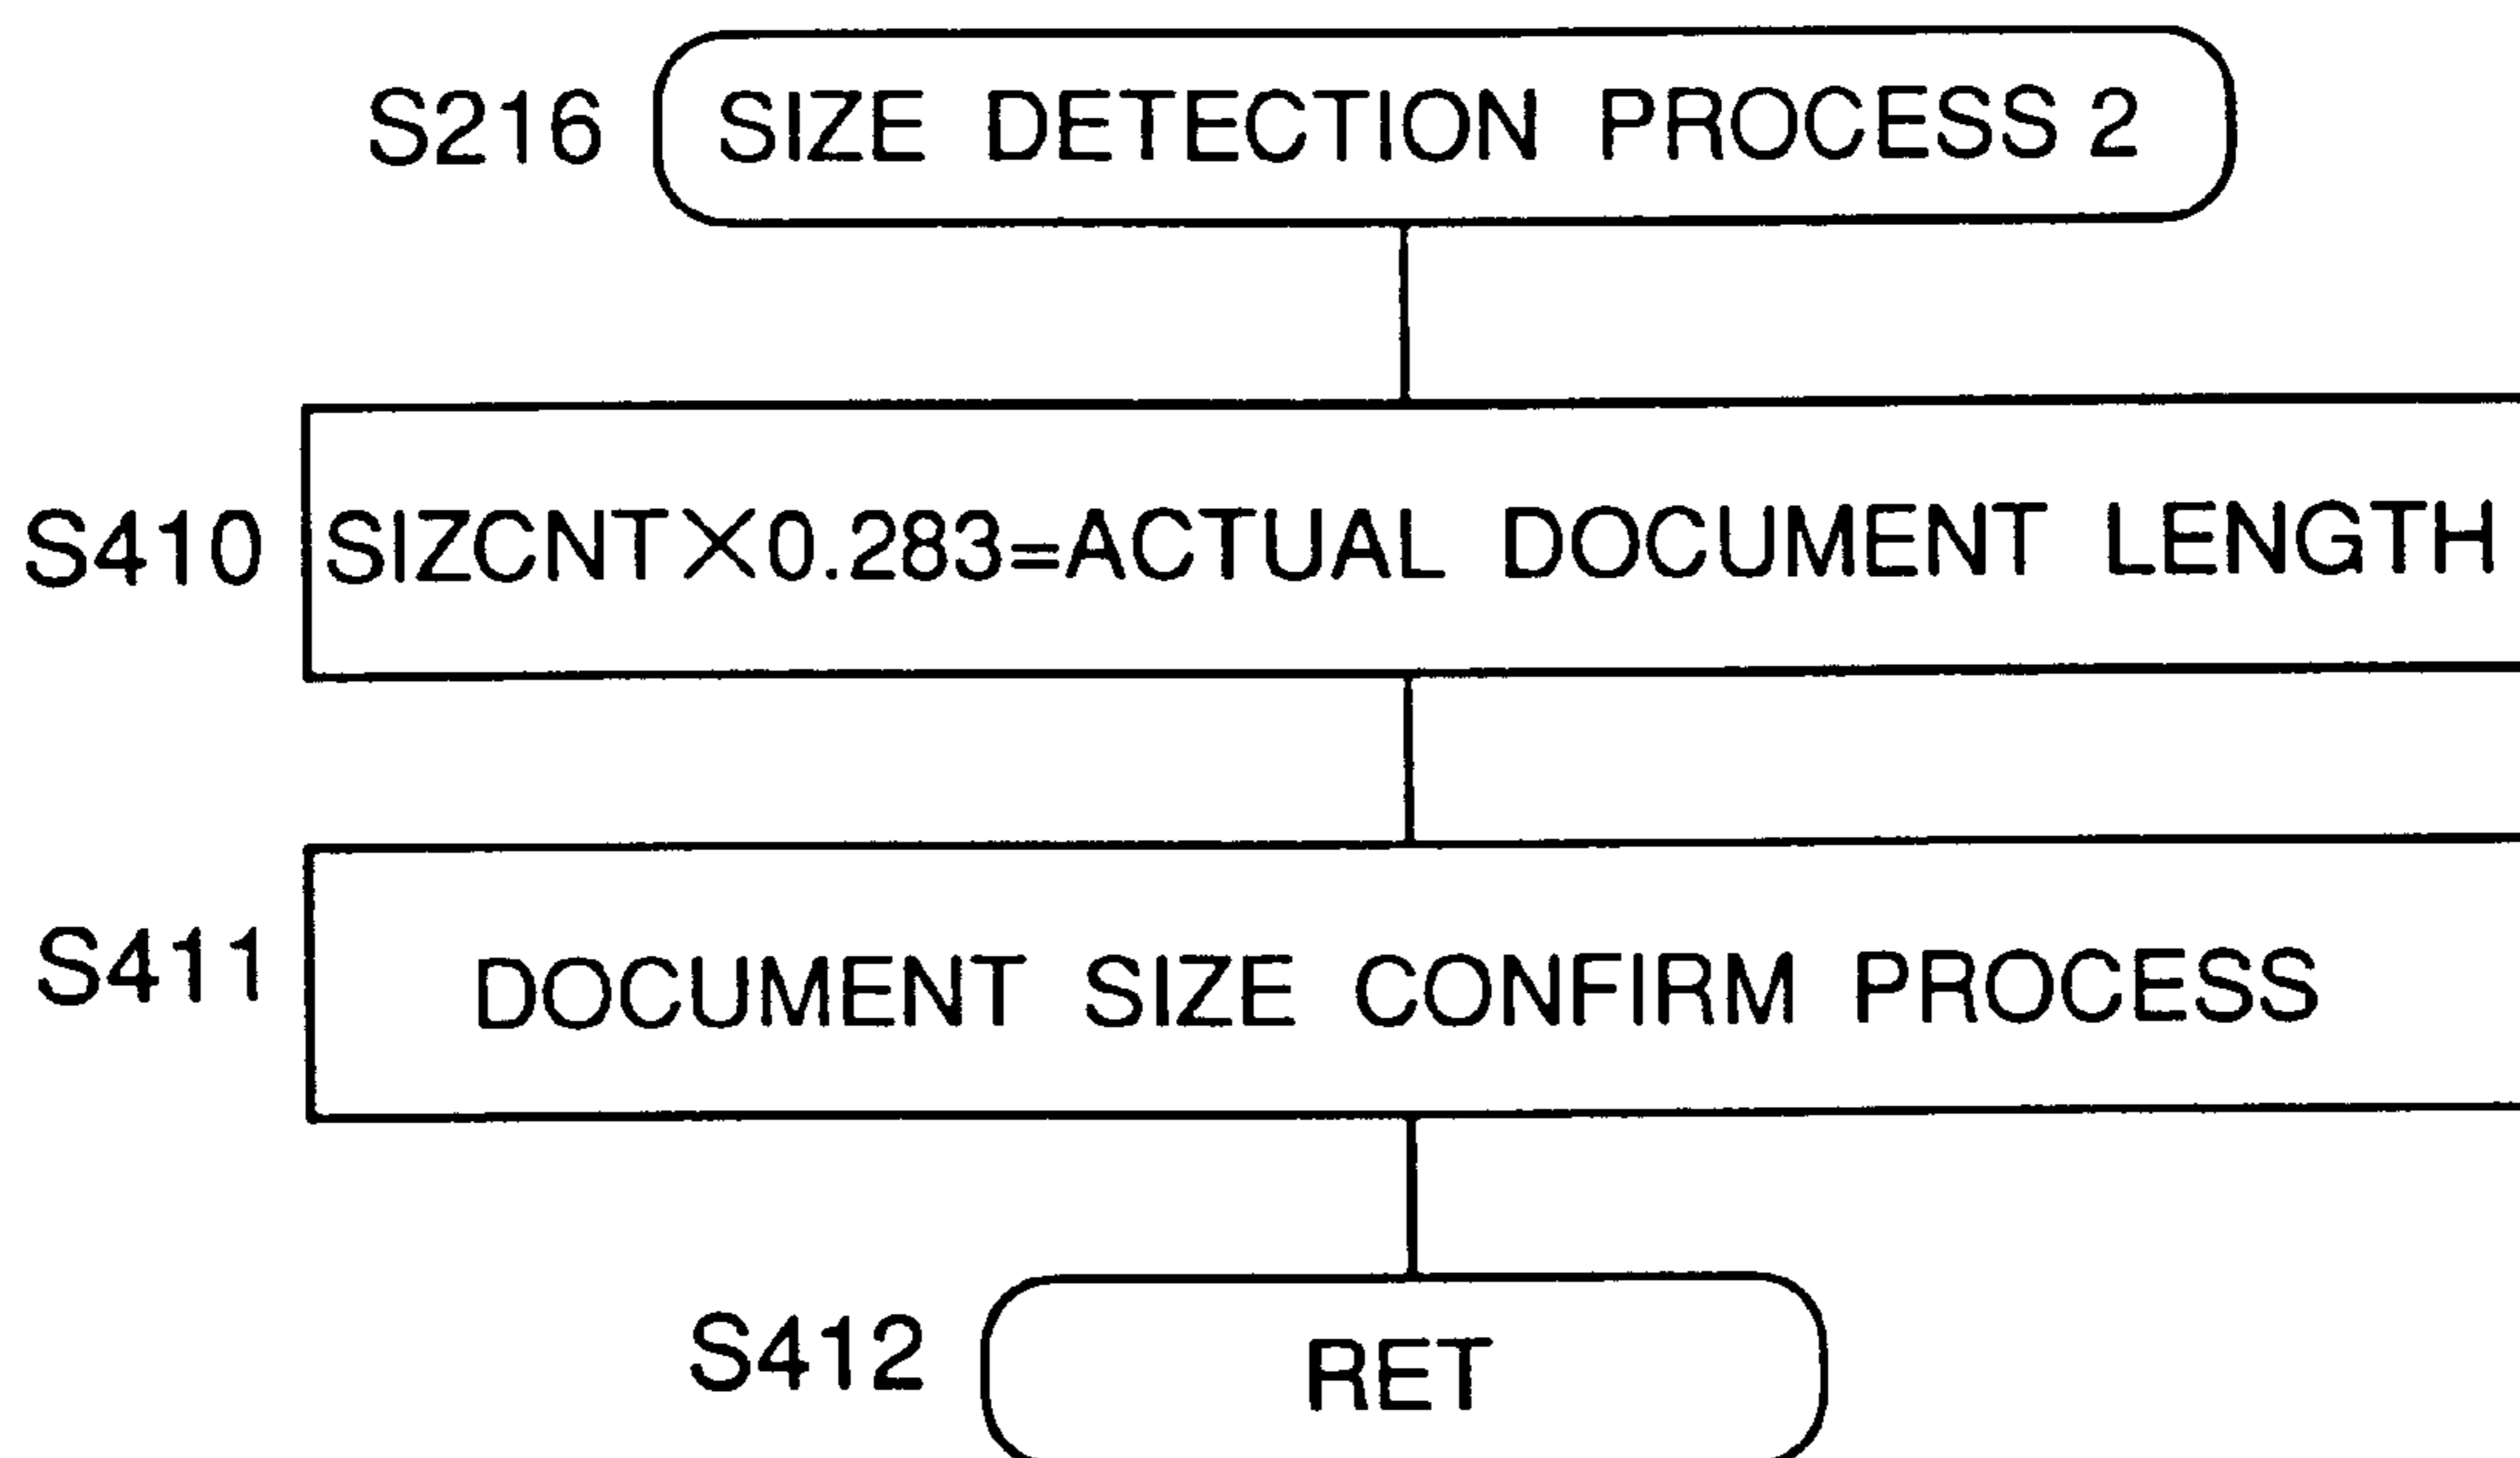 S216 SIZE DETECTION PROCESS 2
S410 SIZCNT×0.283=ACTUAL DOCUMENT LENGTH
S411 DOCUMENT SIZE CONFIRM PROCESS
S412 RET